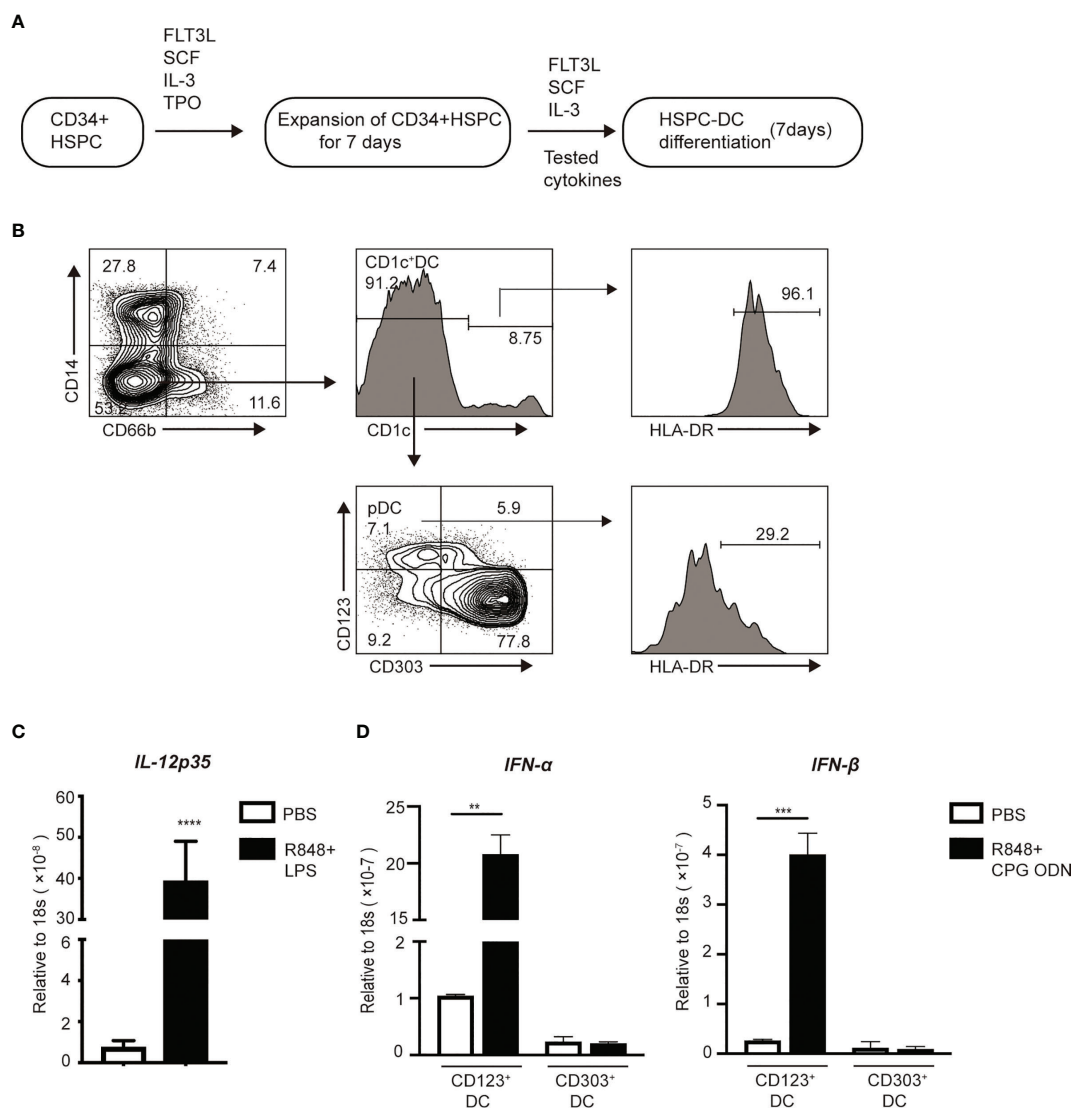 A
FLT3L
SCF
IL-3
TPO
CD34+
HSPC
Expansion of CD34+HSPC
for 7 days
FLT3L
SCF
IL-3
Tested
cytokines
HSPC-DC
differentiation (7days)
B
27.8
7.4
53.2
11.6
CD14
CD66b
CD1c⁺DC
91.2
8.75
CD1c
96.1
HLA-DR
pDC
7.1
5.9
9.2
77.8
CD123
CD303
29.2
HLA-DR
C
IL-12p35
Relative to 18s ( ×10⁻⁸ )
60
50
40
30
6
4
2
0
****
PBS
R848+
LPS
D
IFN-α
Relative to 18s ( ×10-7 )
25
20
15
2
1
0
**
CD123⁺
DC
CD303⁺
DC
IFN-β
Relative to 18s ( ×10⁻⁷ )
5
4
3
2
1
0
***
CD123⁺
DC
CD303⁺
DC
PBS
R848+
CPG ODN